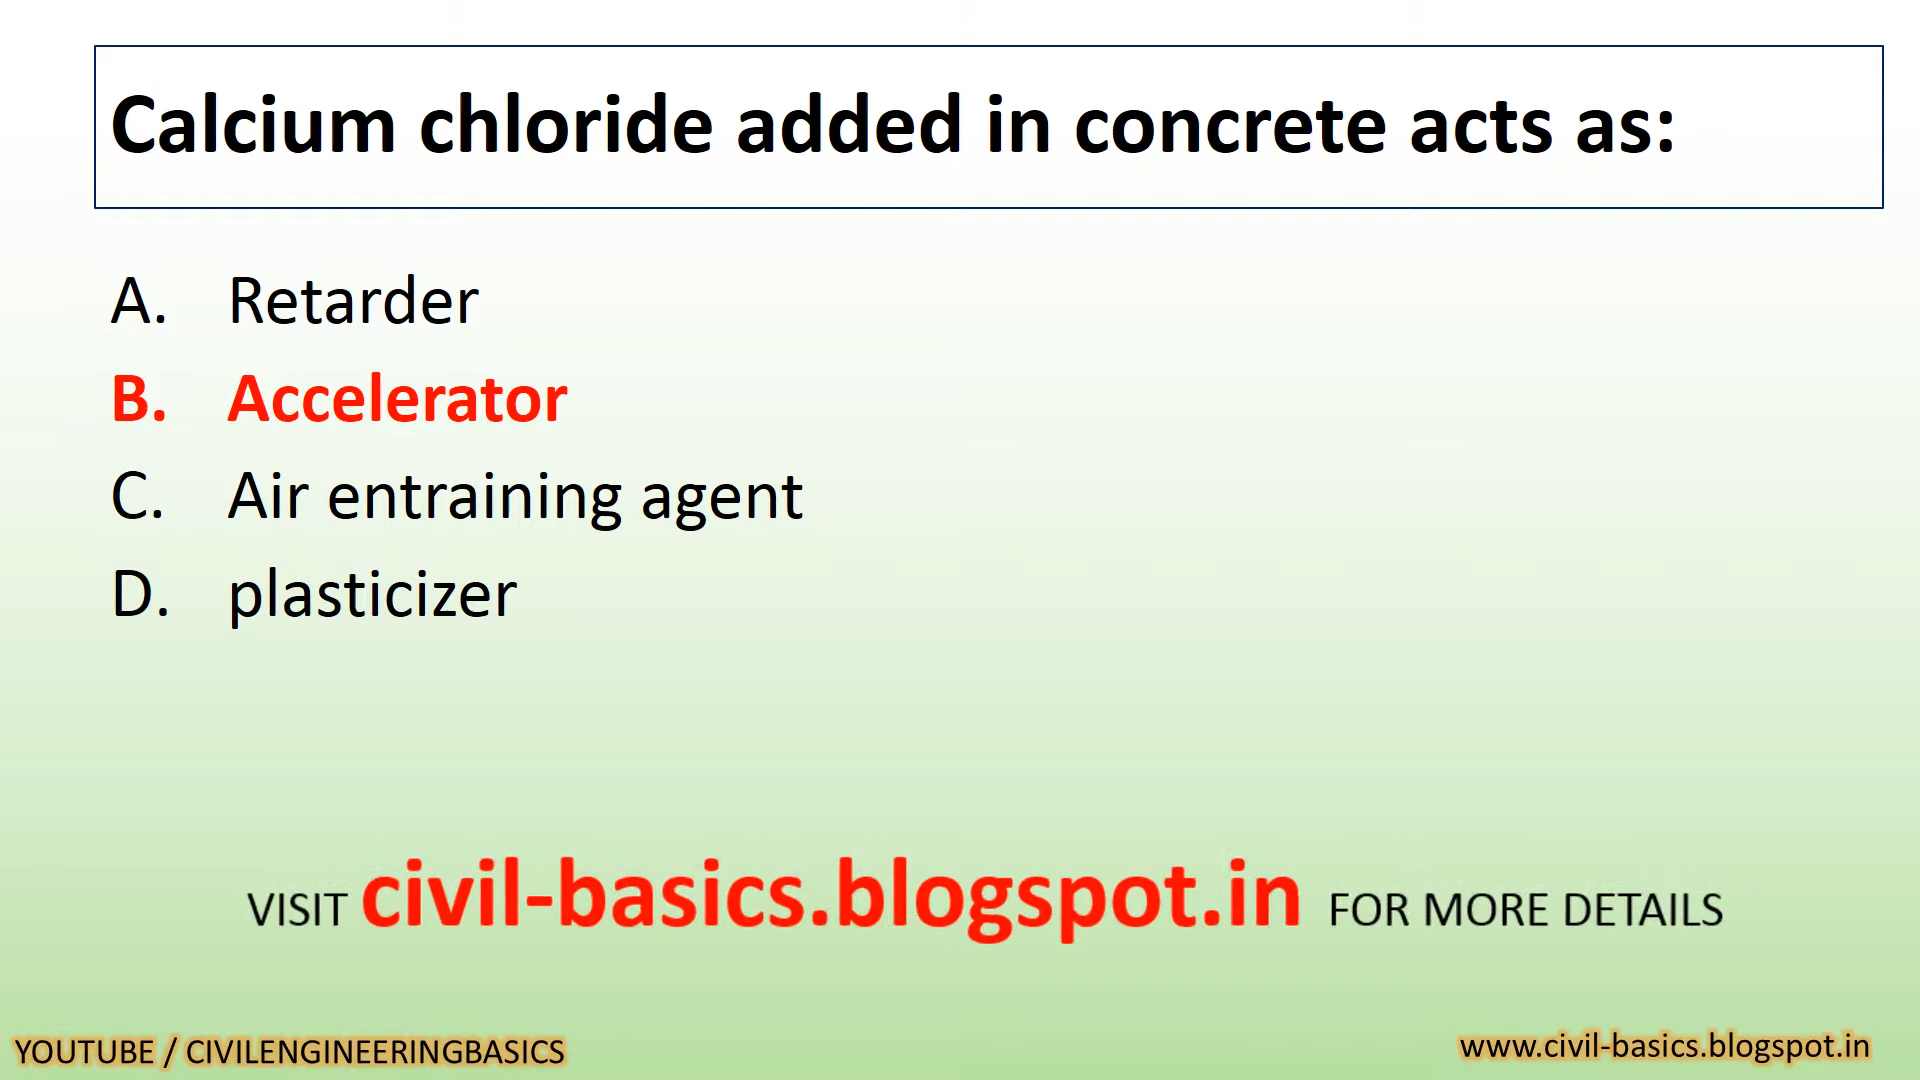 Calcium chloride added in concrete acts as:
A. Retarder
B. Accelerator
C. Air entraining agent
D. plasticizer
VISIT civil-basics.blogspot.in FOR MORE DETAILS
YOUTUBE / CIVILENGINEERINGBASICS
www.civil-basics.blogspot.in